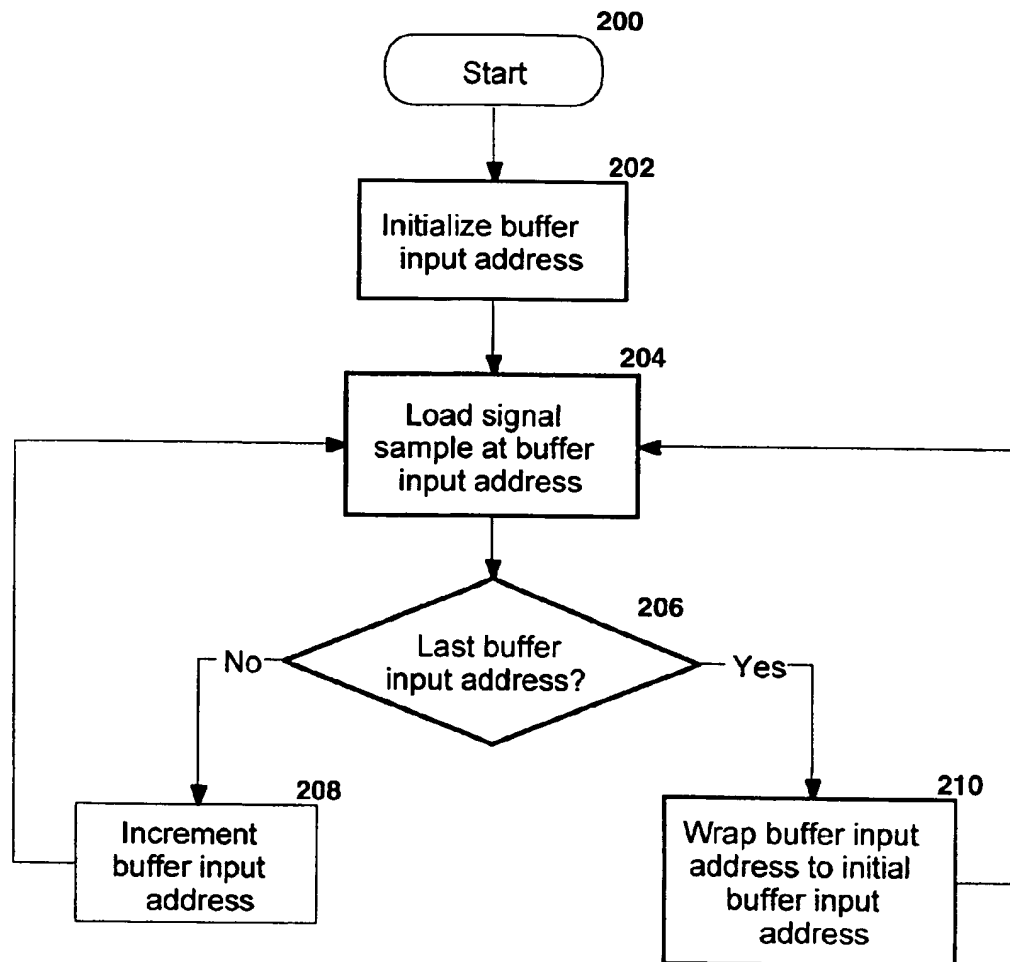 200
Start
202
Initialize buffer
input address
204
Load signal
sample at buffer
input address
206
Last buffer
input address?
No
Yes
208
Increment
buffer input
address
210
Wrap buffer input
address to initial
buffer input
address